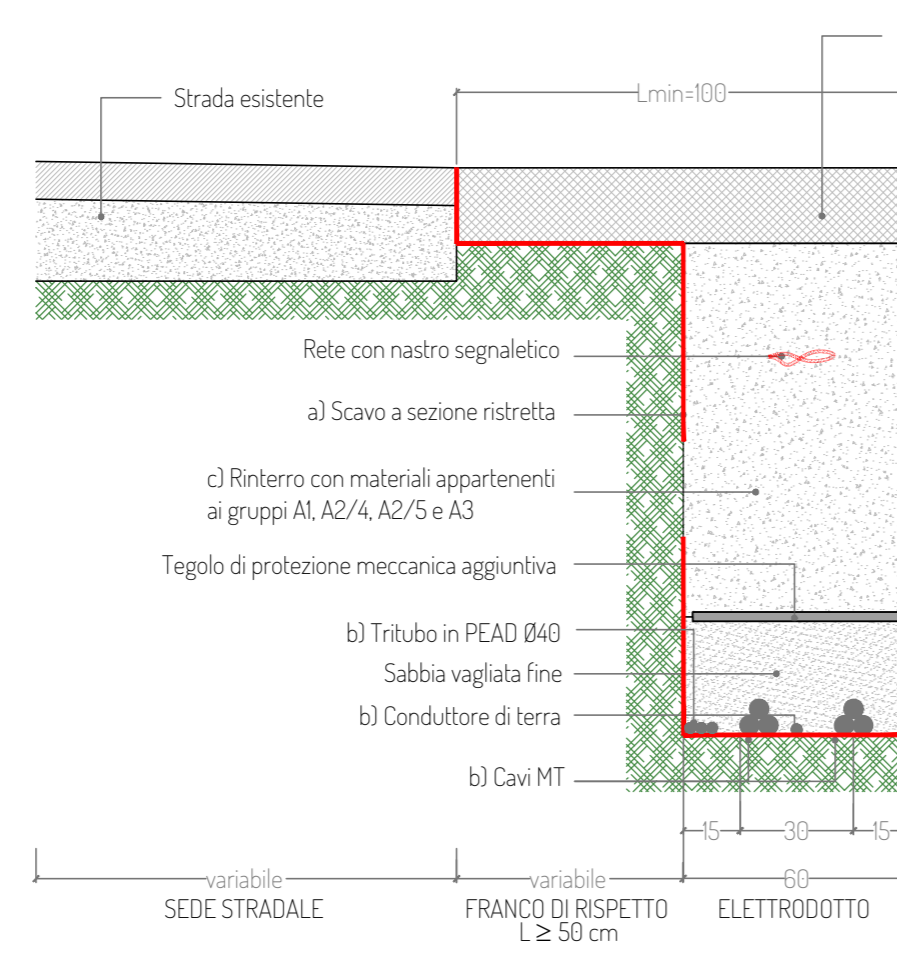 Strada esistente
Lmin=100
Rete con nastro segnaletico
a) Scavo a sezione ristretta
c) Rinterro con materiali appartenenti
ai gruppi A1, A2/4, A2/5 e A3
Tegolo di protezione meccanica aggiuntiva
b) Tritubo in PEAD Ø40
Sabbia vagliata fine
b) Conduttore di terra
b) Cavi MT
15 30 15
variabile variabile 60
SEDE STRADALE FRANCO DI RISPETTO ELETTRODOTTO
L ≥ 50 cm